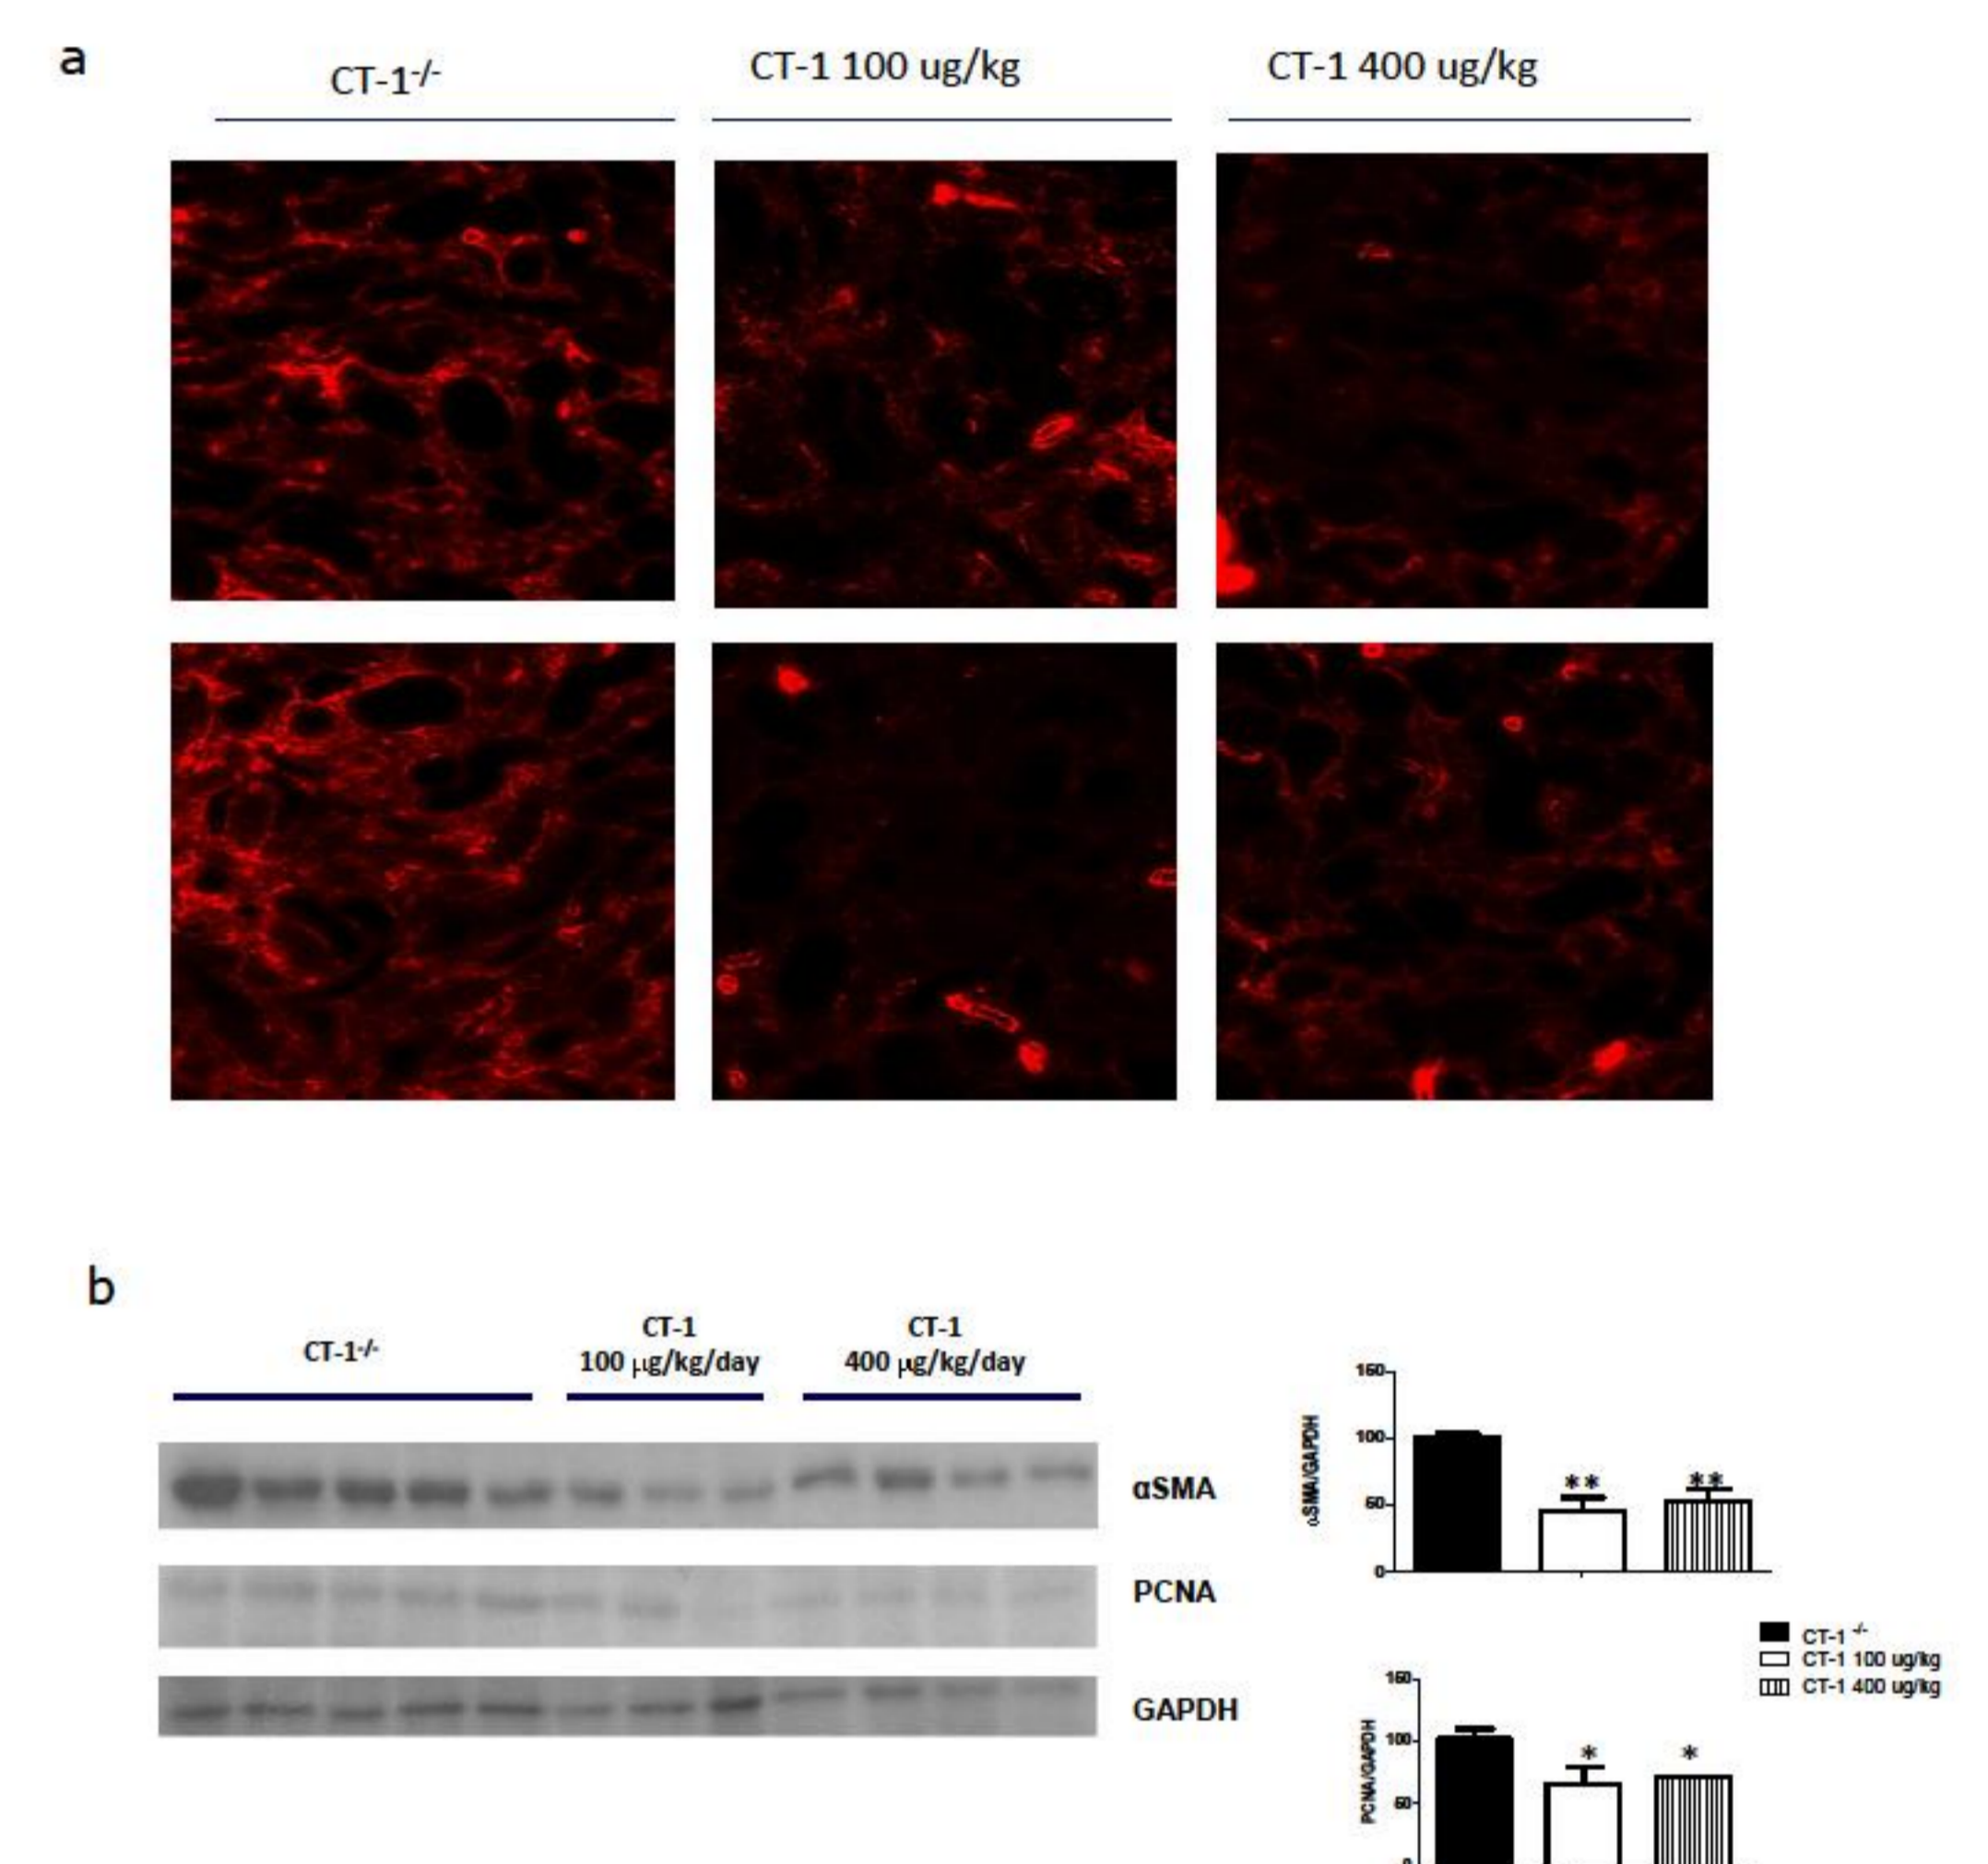 a
CT-1-/-
CT-1 100 ug/kg
CT-1 400 ug/kg
b
CT-1-/-
CT-1
100 µg/kg/day
CT-1
400 µg/kg/day
αSMA
PCNA
GAPDH
αSMA/GAPDH
150
100
50
0
**
**
CT-1 -/-
CT-1 100 ug/kg
CT-1 400 ug/kg
PCNA/GAPDH
150
100
50
0
*
*